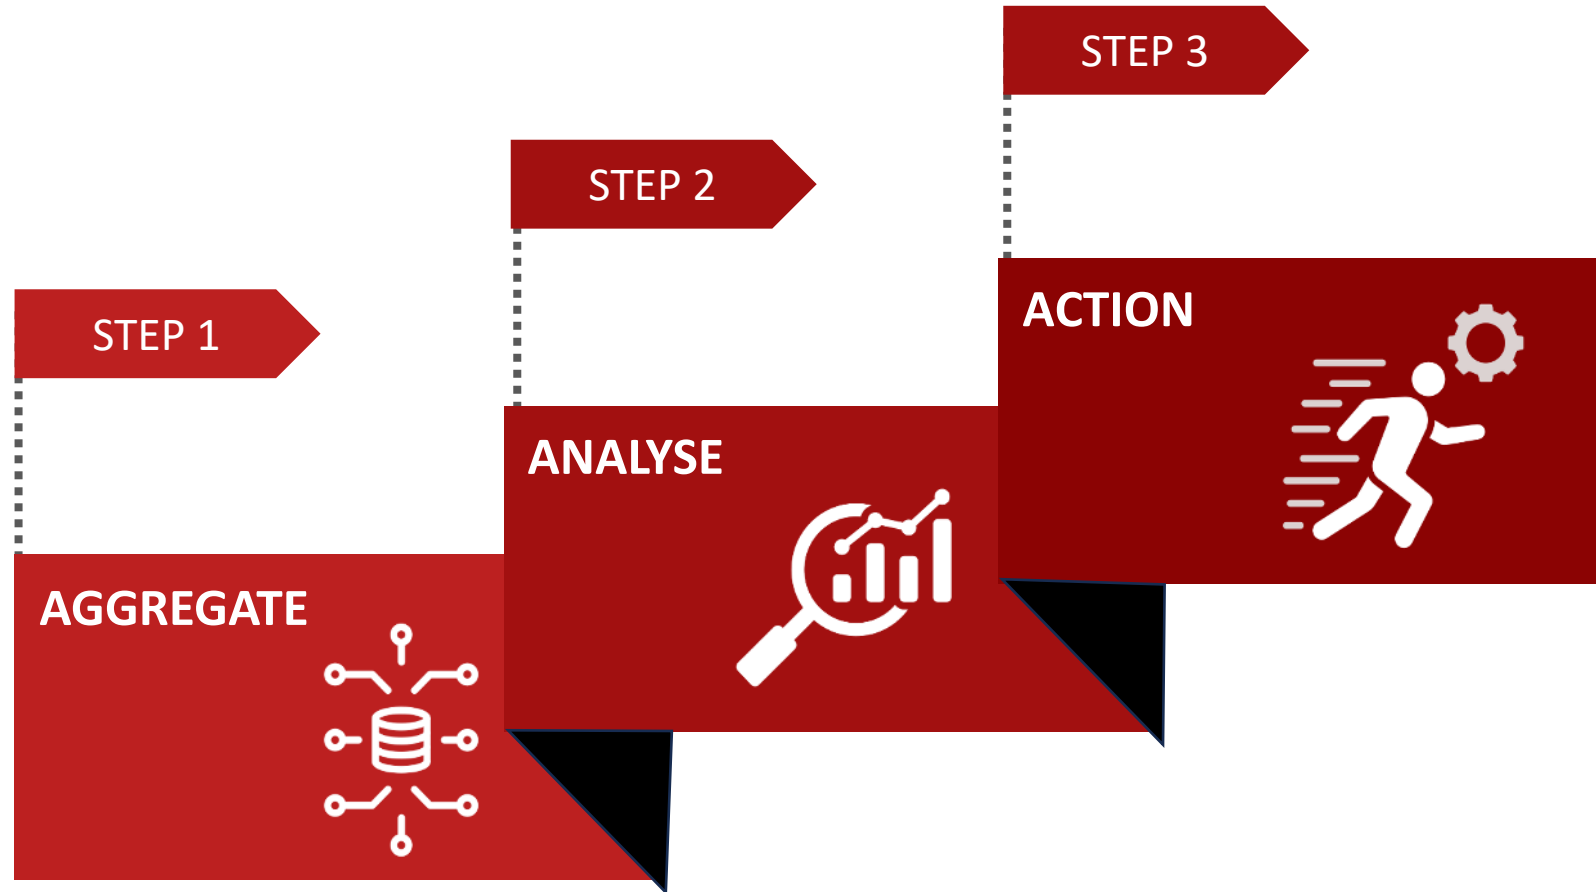 STEP 1
AGGREGATE
STEP 2
ANALYSE
STEP 3
ACTION